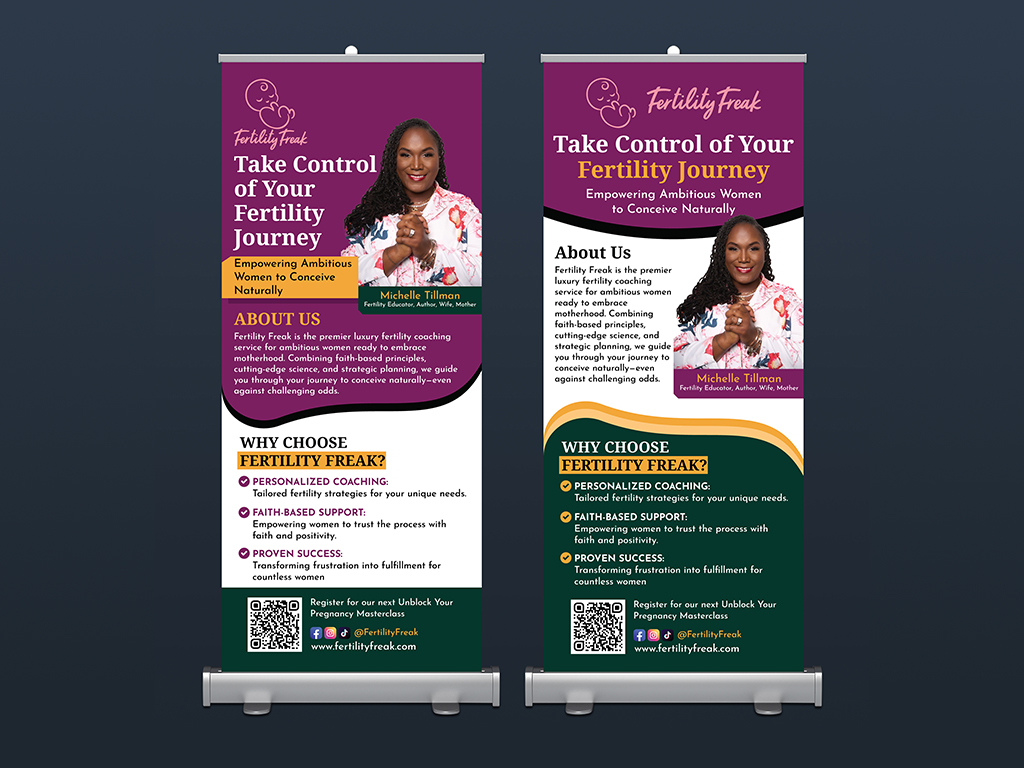 Fertility Freak
Take Control
of Your
Fertility
Journey
Empowering Ambitious
Women to Conceive
Naturally
Michelle Tillman
Fertility Educator, Author, Wife, Mother
ABOUT US
Fertility Freak is the premier luxury fertility coaching
service for ambitious women ready to embrace
motherhood. Combining faith-based principles,
cutting-edge science, and strategic planning, we guide
you through your journey to conceive naturally—even
against challenging odds.
WHY CHOOSE
FERTILITY FREAK?
PERSONALIZED COACHING:
Tailored fertility strategies for your unique needs.
FAITH-BASED SUPPORT:
Empowering women to trust the process with
faith and positivity.
PROVEN SUCCESS:
Transforming frustration into fulfillment for
countless women
Register for our next Unblock Your
Pregnancy Masterclass
@FertilityFreak
www.fertilityfreak.com
Fertility Freak
Take Control of Your
Fertility Journey
Empowering Ambitious Women
to Conceive Naturally
About Us
Fertility Freak is the premier
luxury fertility coaching
service for ambitious women
ready to embrace
motherhood. Combining
faith-based principles,
cutting-edge science, and
strategic planning, we guide
you through your journey to
conceive naturally—even
against challenging odds.
Michelle Tillman
Fertility Educator, Author, Wife, Mother
WHY CHOOSE
FERTILITY FREAK?
PERSONALIZED COACHING:
Tailored fertility strategies for your unique needs.
FAITH-BASED SUPPORT:
Empowering women to trust the process with
faith and positivity.
PROVEN SUCCESS:
Transforming frustration into fulfillment for
countless women
Register for our next Unblock Your
Pregnancy Masterclass
@FertilityFreak
www.fertilityfreak.com